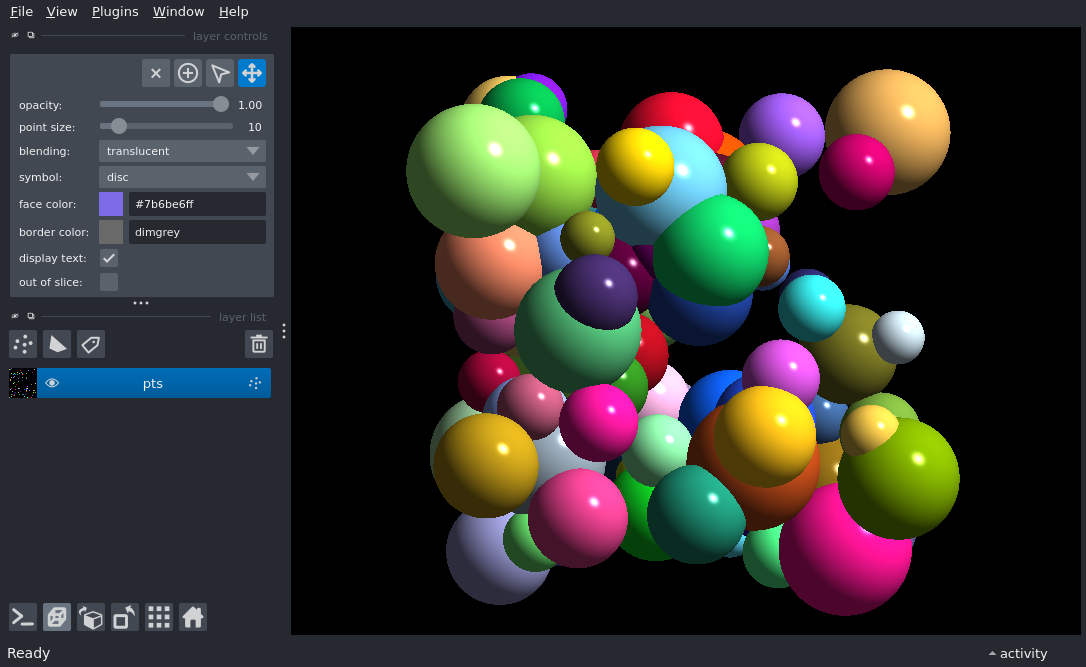 File View Plugins Window Help
layer controls
opacity: 1.00
point size: 10
blending: translucent
symbol: disc
face color: #7b6be6ff
border color: dimgrey
display text:
out of slice:
layer list
pts
Ready
activity